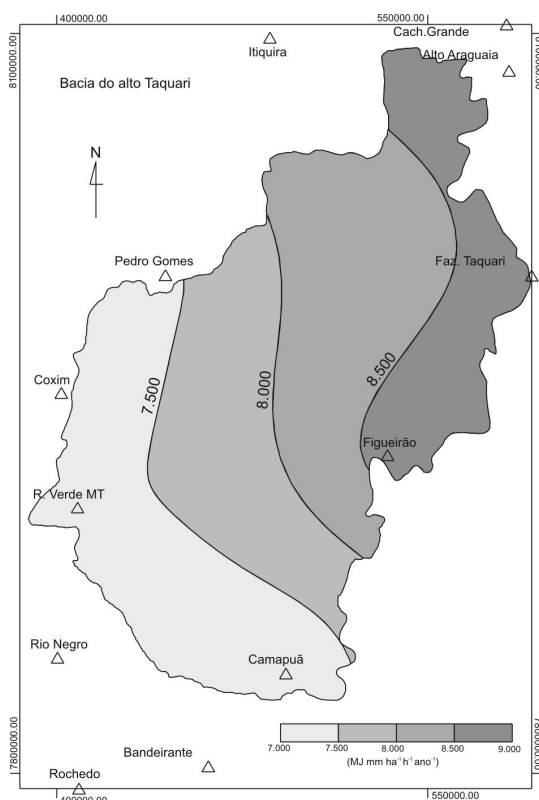 400000.00
550000.00
8100000.00
Cach.Grande
Itiquira
Alto Araguaia
Bacia do alto Taquari
N
Pedro Gomes
Faz. Taquari
Coxim
7.500
8.000
8.500
Figueirão
R. Verde MT
Rio Negro
Camapuã
Bandeirante
Rochedo
7800000.00
7.000
7.500
8.000
8.500
9.000
(MJ mm ha⁻¹ h⁻¹ ano⁻¹)
550000.00